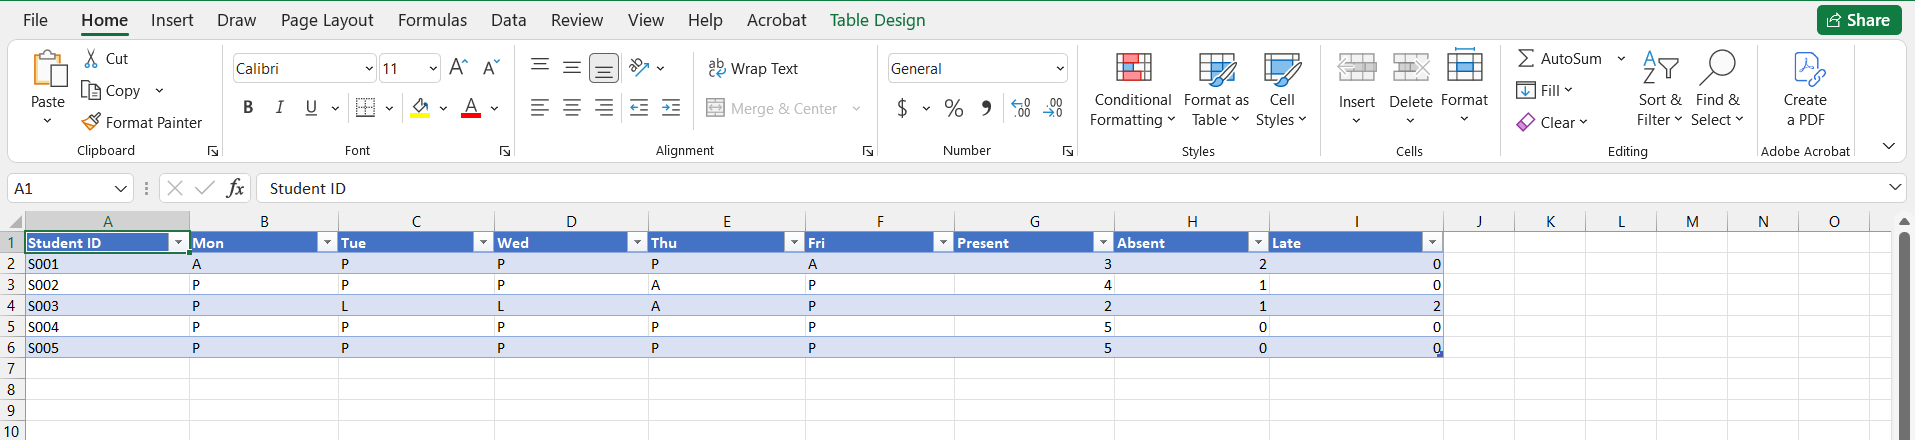 File Home Insert Draw Page Layout Formulas Data Review View Help Acrobat Table Design Share
Paste
Cut
Copy
Format Painter
Clipboard
Calibri 11
B I U A
Font
ab Wrap Text
Merge & Center
Alignment
General
$ % , .00 .00
Number
Conditional Formatting
Format as Table
Cell Styles
Styles
Insert Delete Format
Cells
AutoSum
Fill
Clear
Sort & Filter
Find & Select
Editing
Create a PDF
Adobe Acrobat
A1 fx Student ID
A B C D E F G H I J K L M N O
1 Student ID Mon Tue Wed Thu Fri Present Absent Late
2 S001 A P P P A 3 2 0
3 S002 P P P A P 4 1 0
4 S003 P L L A P 2 1 2
5 S004 P P P P P 5 0 0
6 S005 P P P P P 5 0 0
7
8
9
10